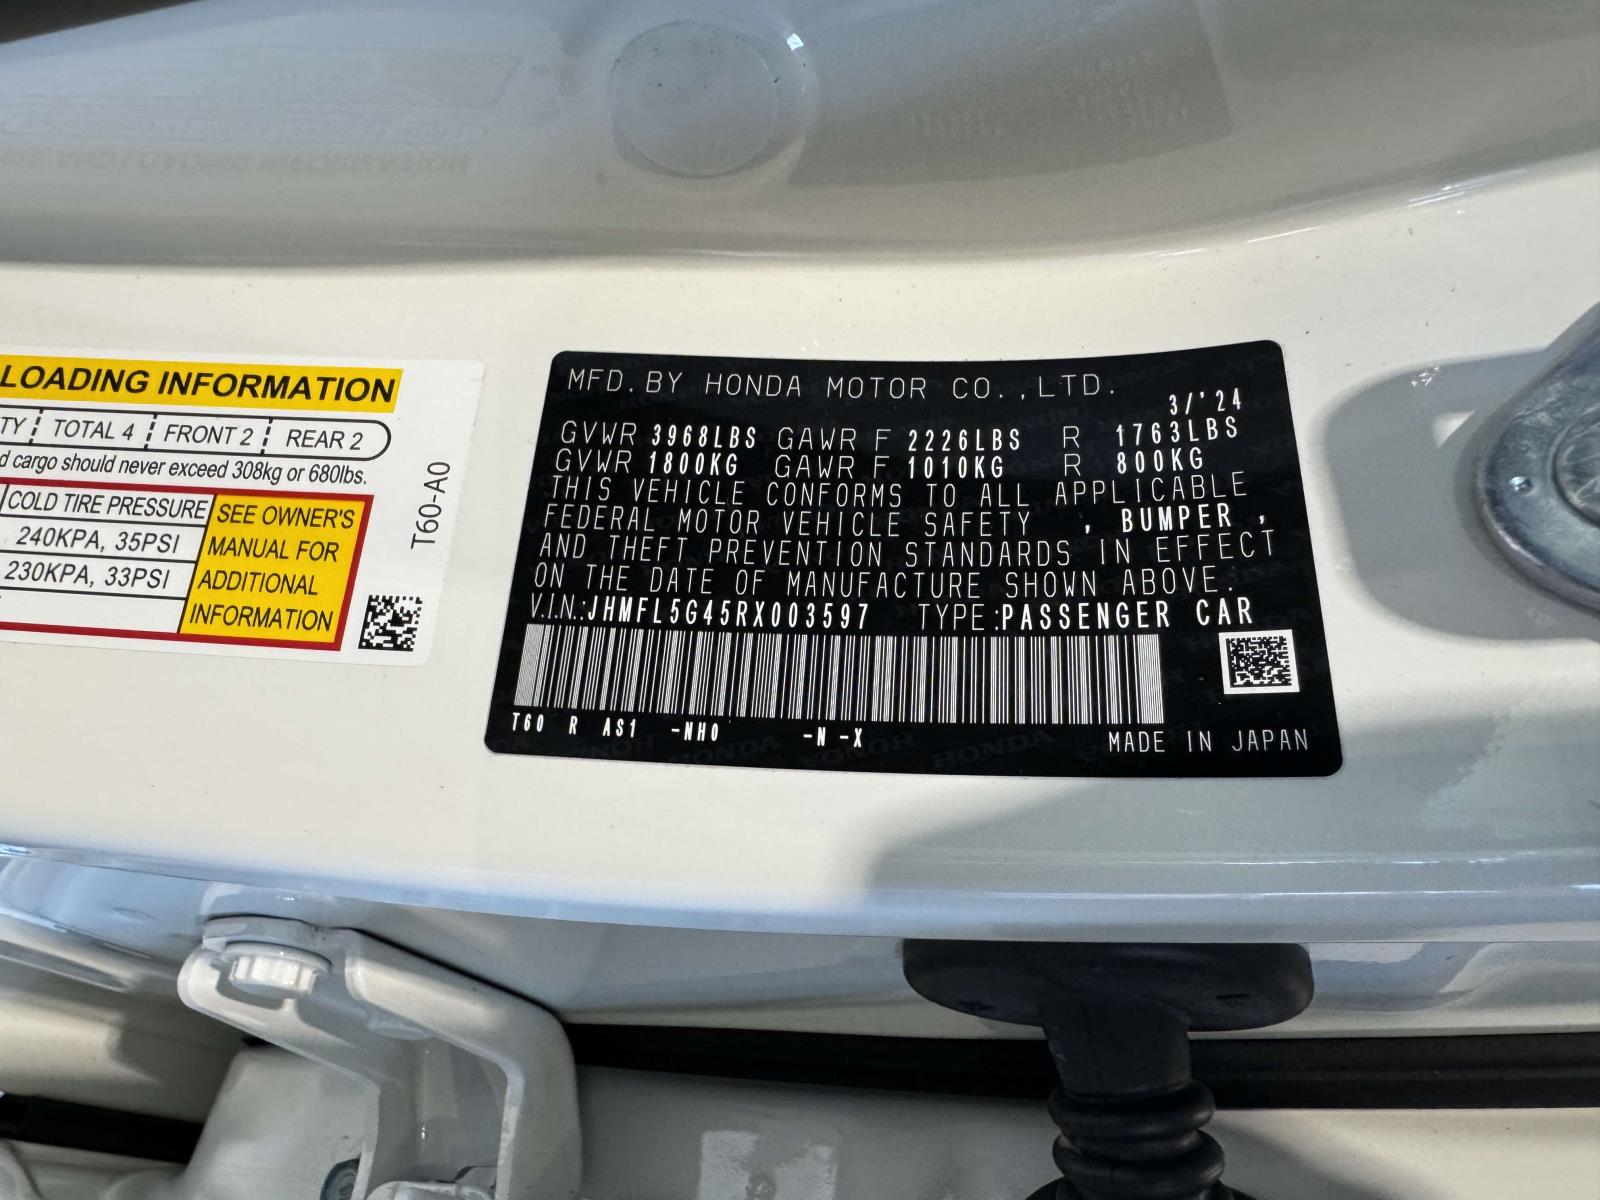 LOADING INFORMATION
TY TOTAL 4 FRONT 2 REAR 2
d cargo should never exceed 308kg or 680lbs.
COLD TIRE PRESSURE
240KPA, 35PSI
230KPA, 33PSI
SEE OWNER'S
MANUAL FOR
ADDITIONAL
INFORMATION
T60-A0
MFD. BY HONDA MOTOR CO., LTD.
3/'24
GVWR 3968LBS GAWR F 2226LBS R 1763LBS
GVWR 1800KG GAWR F 1010KG R 800KG
THIS VEHICLE CONFORMS TO ALL APPLICABLE
FEDERAL MOTOR VEHICLE SAFETY , BUMPER ,
AND THEFT PREVENTION STANDARDS IN EFFECT
ON THE DATE OF MANUFACTURE SHOWN ABOVE.
V.I.N.:JHMFL5G45RX003597 TYPE:PASSENGER CAR
T60 R AS1 -NH0 -N -X
MADE IN JAPAN